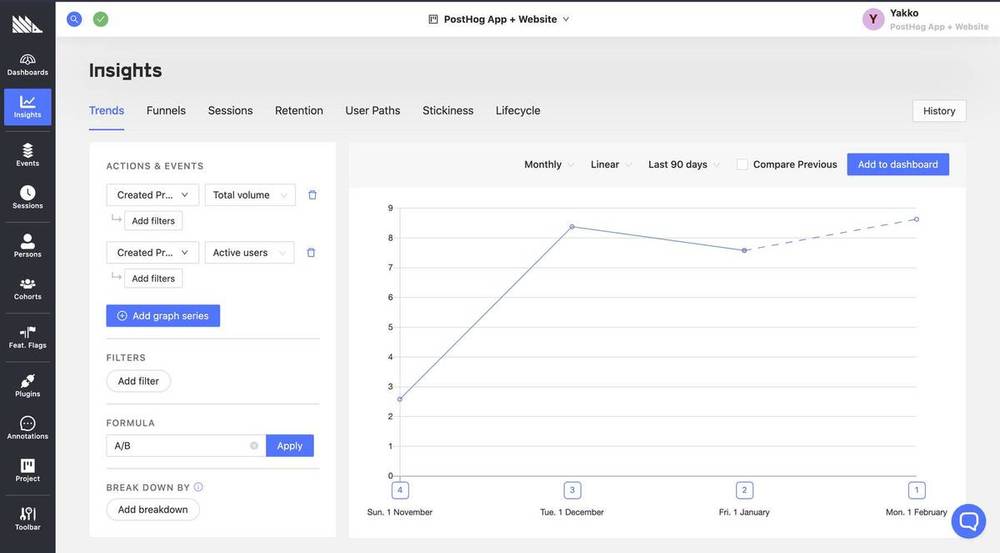 PostHog App + Website
Y
Yakko
PostHog App + Website
Dashboards
Insights
Events
Sessions
Persons
Cohorts
Feat. Flags
Plugins
Annotations
Project
Toolbar
Insights
Trends Funnels Sessions Retention User Paths Stickiness Lifecycle
History
ACTIONS & EVENTS
Created Pr... Total volume
Add filters
Created Pr... Active users
Add filters
Add graph series
FILTERS
Add filter
FORMULA
A/B Apply
BREAK DOWN BY
Add breakdown
Monthly Linear Last 90 days Compare Previous Add to dashboard
9
8
7
6
5
4
3
2
1
0
4 3 2 1
Sun. 1 November Tue. 1 December Fri. 1 January Mon. 1 February